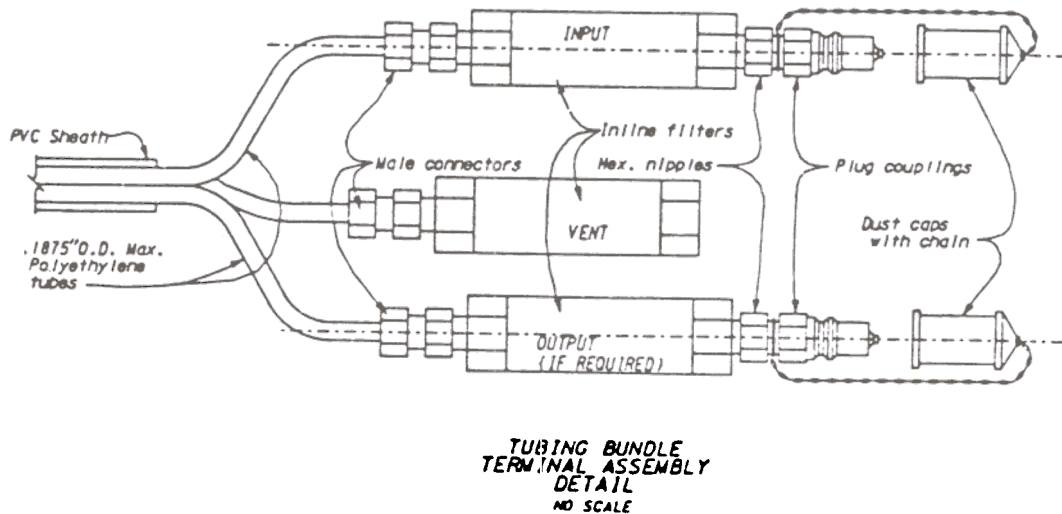 INPUT
PVC Sheath
Inline filters
Male connectors
Hex. nipples
Plug couplings
VENT
Dust caps
with chain
.1875"O.D. Max.
Polyethylene
tubes
OUTPUT
(IF REQUIRED)
TUBING BUNDLE
TERMINAL ASSEMBLY
DETAIL
NO SCALE